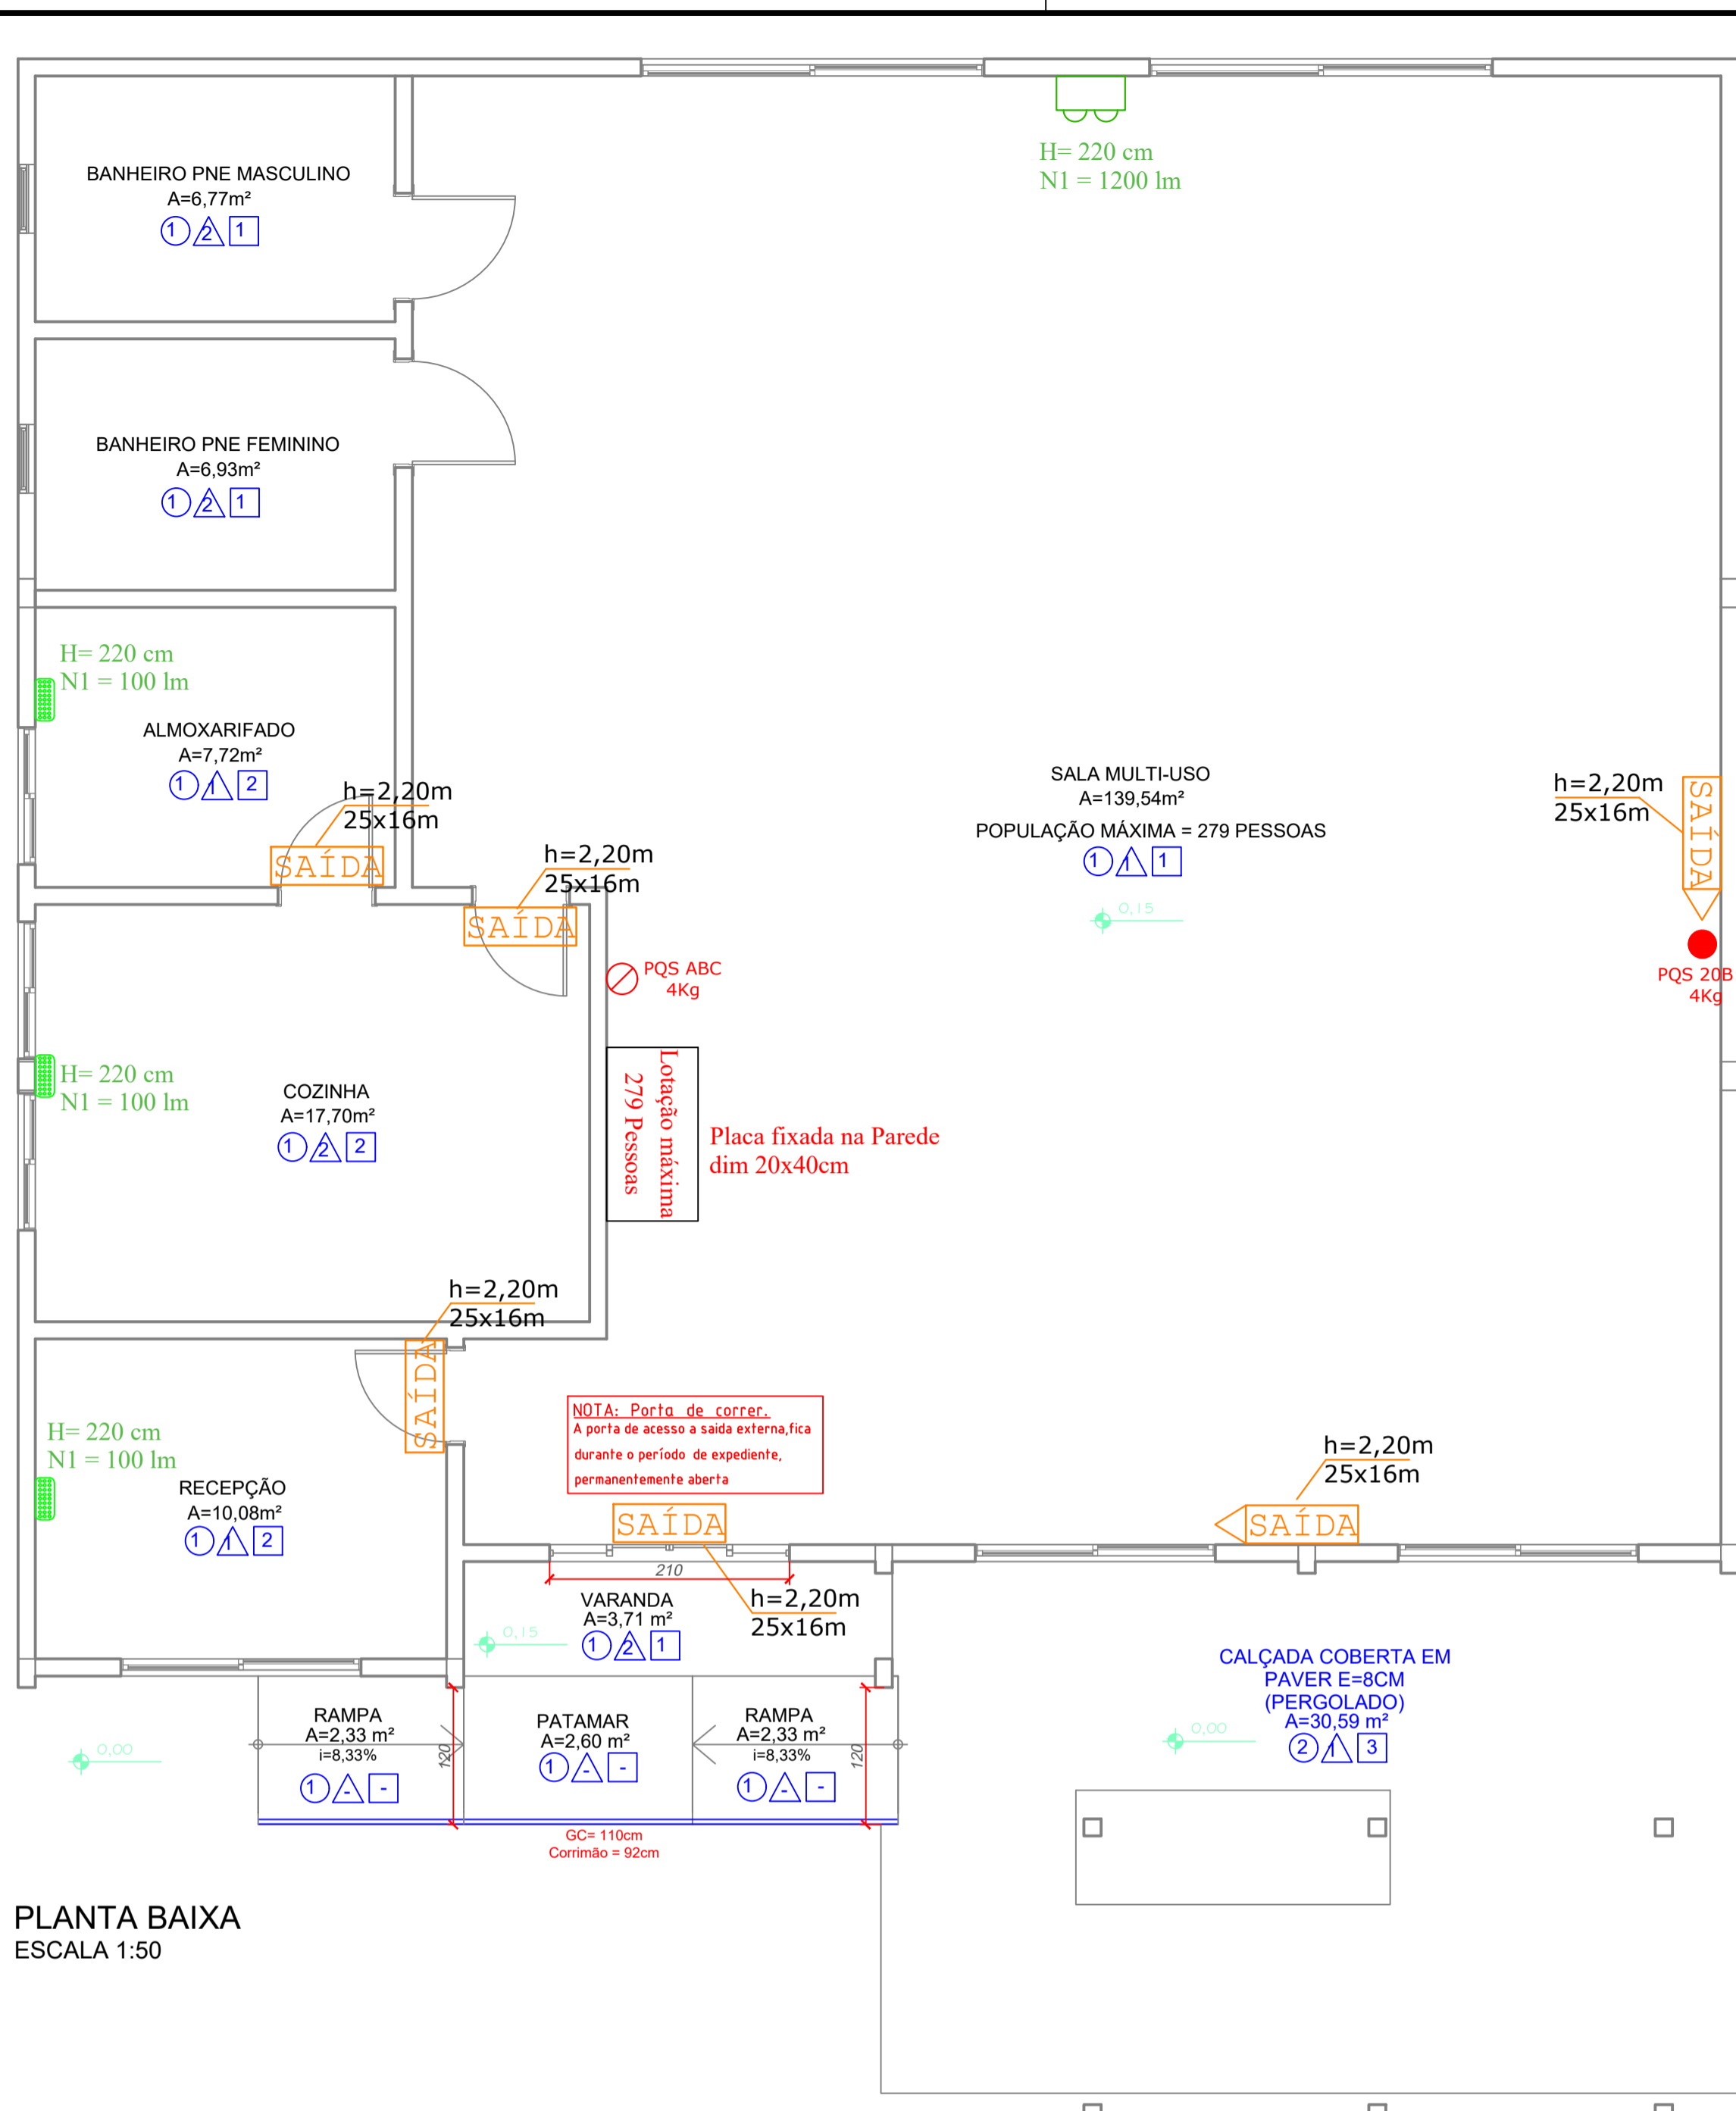 BANHEIRO PNE MASCULINO
A=6,77m²
1 2 1
H= 220 cm
N1 = 1200 lm
BANHEIRO PNE FEMININO
A=6,93m²
1 2 1
H= 220 cm
N1 = 100 lm
ALMOXARIFADO
A=7,72m²
1 1 2
h=2,20m
25x16m
SAÍDA
h=2,20m
25x16m
SAÍDA
SALA MULTI-USO
A=139,54m²
POPULAÇÃO MÁXIMA = 279 PESSOAS
1 1 1
0,15
h=2,20m
25x16m
SAÍDA
PQS ABC
4Kg
PQS 20B
4Kg
H= 220 cm
N1 = 100 lm
COZINHA
A=17,70m²
1 2 2
Lotação máxima
279 Pessoas
Placa fixada na Parede
dim 20x40cm
h=2,20m
25x16m
SAÍDA
NOTA: Porta de correr.
A porta de acesso a saida externa,fica
durante o período de expediente,
permanentemente aberta
H= 220 cm
N1 = 100 lm
RECEPÇÃO
A=10,08m²
1 1 2
SAÍDA
210
h=2,20m
25x16m
h=2,20m
25x16m
SAÍDA
VARANDA
A=3,71 m²
1 2 1
0,15
CALÇADA COBERTA EM
PAVER E=8CM
(PERGOLADO)
A=30,59 m²
2 1 3
0,00
0,00
RAMPA
A=2,33 m²
i=8,33%
1 - -
120
PATAMAR
A=2,60 m²
1 - -
RAMPA
A=2,33 m²
i=8,33%
1 - -
120
GC= 110cm
Corrimão = 92cm
PLANTA BAIXA
ESCALA 1:50